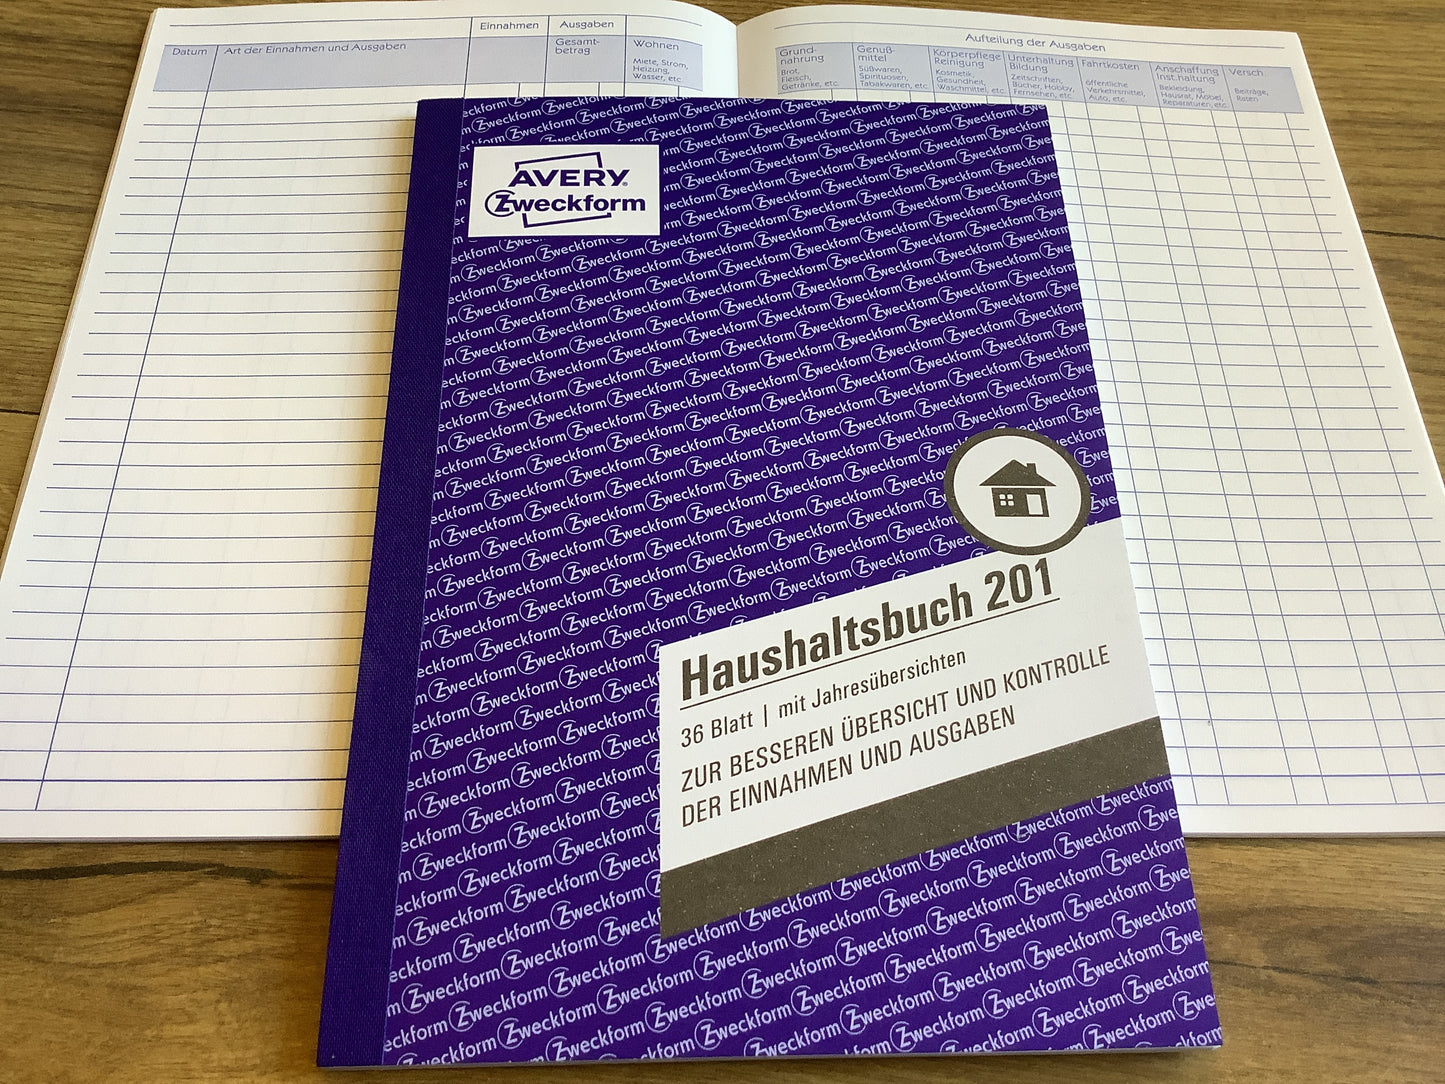 Einnahmen
Ausgaben
Datum
Art der Einnahmen und Ausgaben
Gesamt-
betrag
Wohnen
Miete, Strom,
Heizung,
Wasser, etc.
Aufteilung der Ausgaben
Grund-
nahrung
Brot,
Fleisch,
Getränke, etc.
Genuß-
mittel
Süßwaren,
Spirituosen,
Tabakwaren, etc.
Körperpflege
Reinigung
Kosmetik,
Gesundheit,
Waschmittel, etc.
Unterhaltung
Bildung
Zeitschriften,
Bücher, Hobby,
Fernsehen, etc.
Fahrtkosten
öffentliche
Verkehrsmittel,
Auto, etc.
Anschaffung
Inst.haltung
Bekleidung,
Hausrat, Möbel,
Reparaturen, etc.
Versch.
Beiträge,
Raten
AVERY
Zweckform
Haushaltsbuch 201
36 Blatt | mit Jahresübersichten
ZUR BESSEREN ÜBERSICHT UND KONTROLLE
DER EINNAHMEN UND AUSGABEN